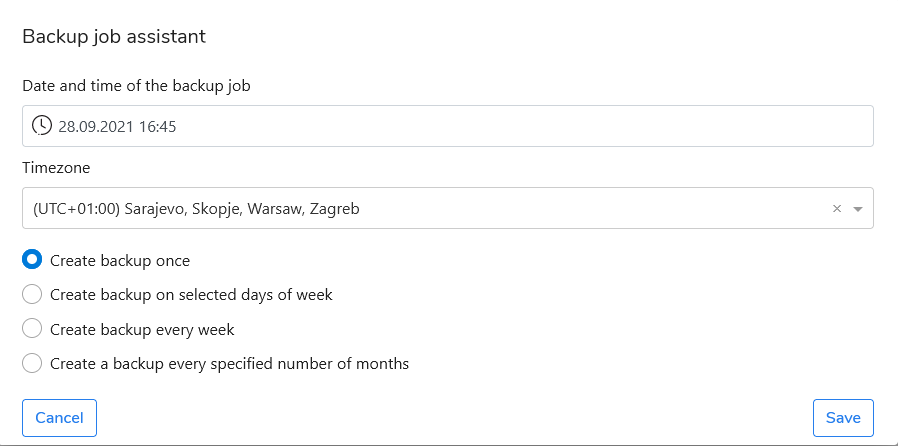 Backup job assistant
Date and time of the backup job
28.09.2021 16:45
Timezone
(UTC+01:00) Sarajevo, Skopje, Warsaw, Zagreb ×
Create backup once
Create backup on selected days of week
Create backup every week
Create a backup every specified number of months
Cancel Save